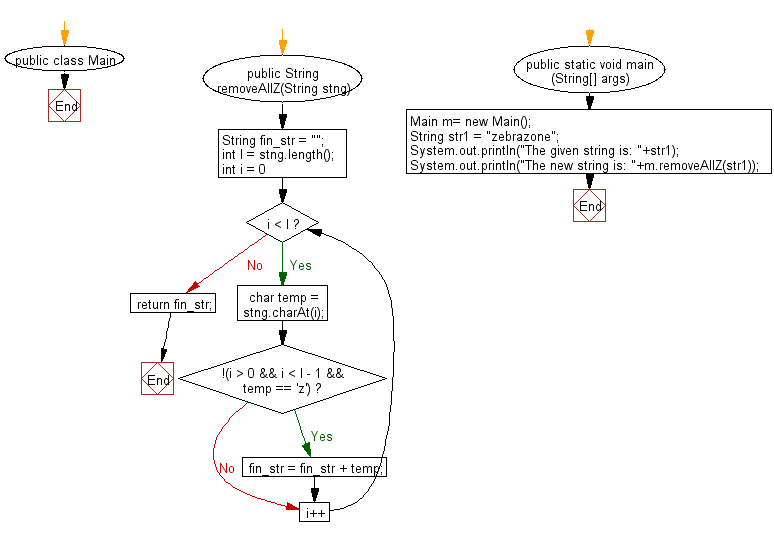 public class Main
End
public String
removeAllZ(String stng)
String fin_str = "";
int l = stng.length();
int i = 0
i < l ?
No
Yes
return fin_str;
End
char temp =
stng.charAt(i);
!(i > 0 && i < l - 1 &&
temp == 'z') ?
Yes
No
fin_str = fin_str + temp;
i++
public static void main
(String[] args)
Main m= new Main();
String str1 = "zebrazone";
System.out.println("The given string is: "+str1);
System.out.println("The new string is: "+m.removeAllZ(str1));
End